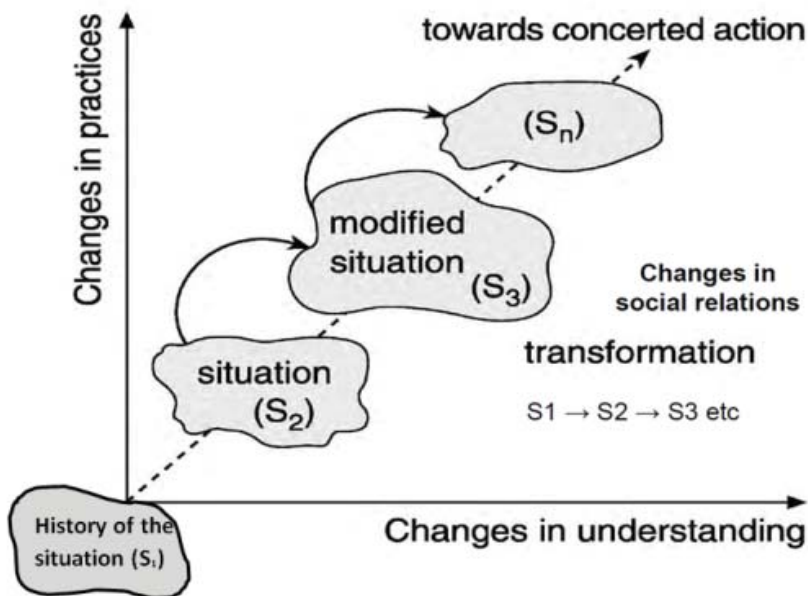 towards concerted action
Changes in practices
(Sₙ)
modified
situation
(S₃)
Changes in
social relations
transformation
situation
(S₂)
S1 → S2 → S3 etc
History of the
situation (S₁)
Changes in understanding